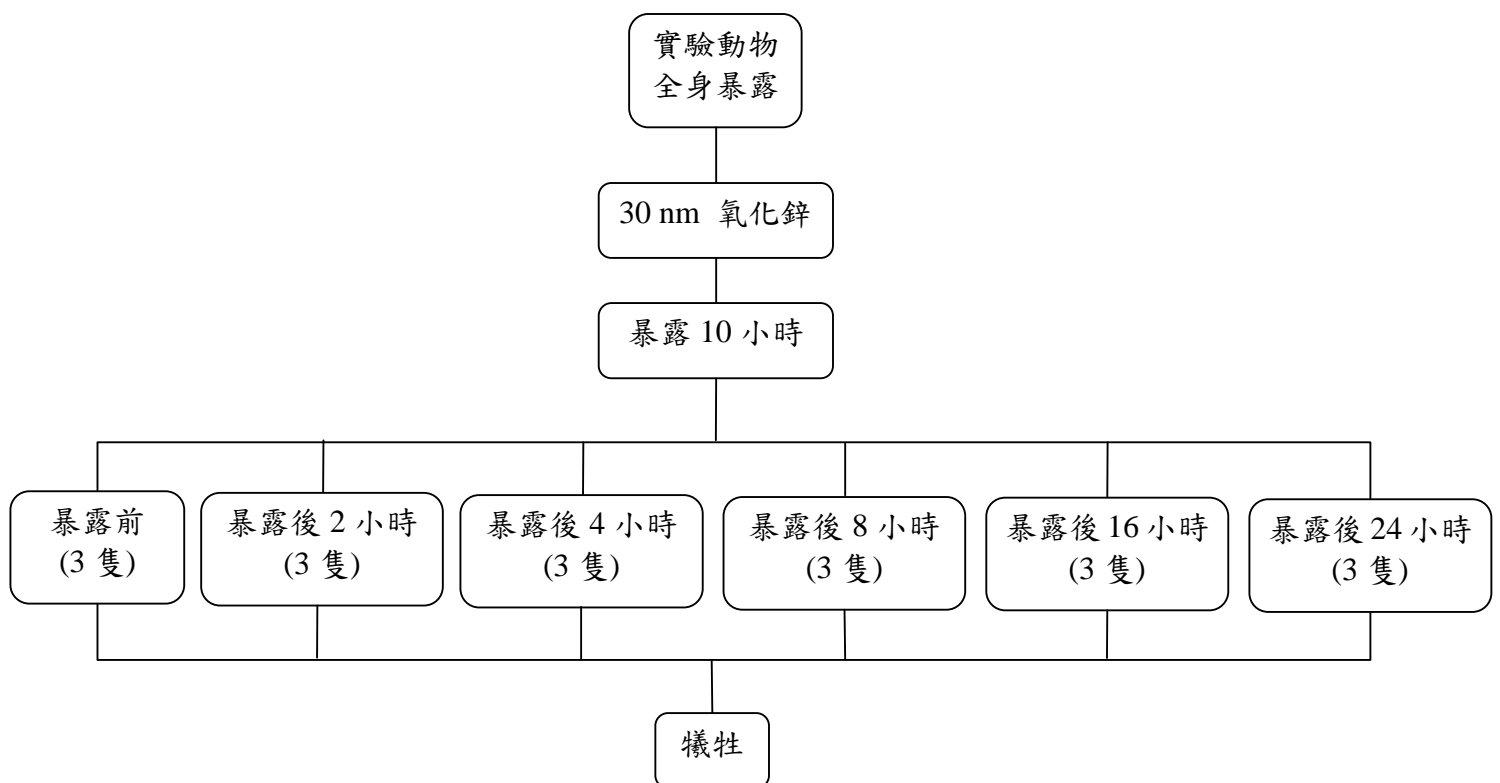 實驗動物
全身暴露
30 nm 氧化鋅
暴露 10 小時
暴露前
(3 隻)
暴露後 2 小時
(3 隻)
暴露後 4 小時
(3 隻)
暴露後 8 小時
(3 隻)
暴露後 16 小時
(3 隻)
暴露後 24 小時
(3 隻)
犧牲